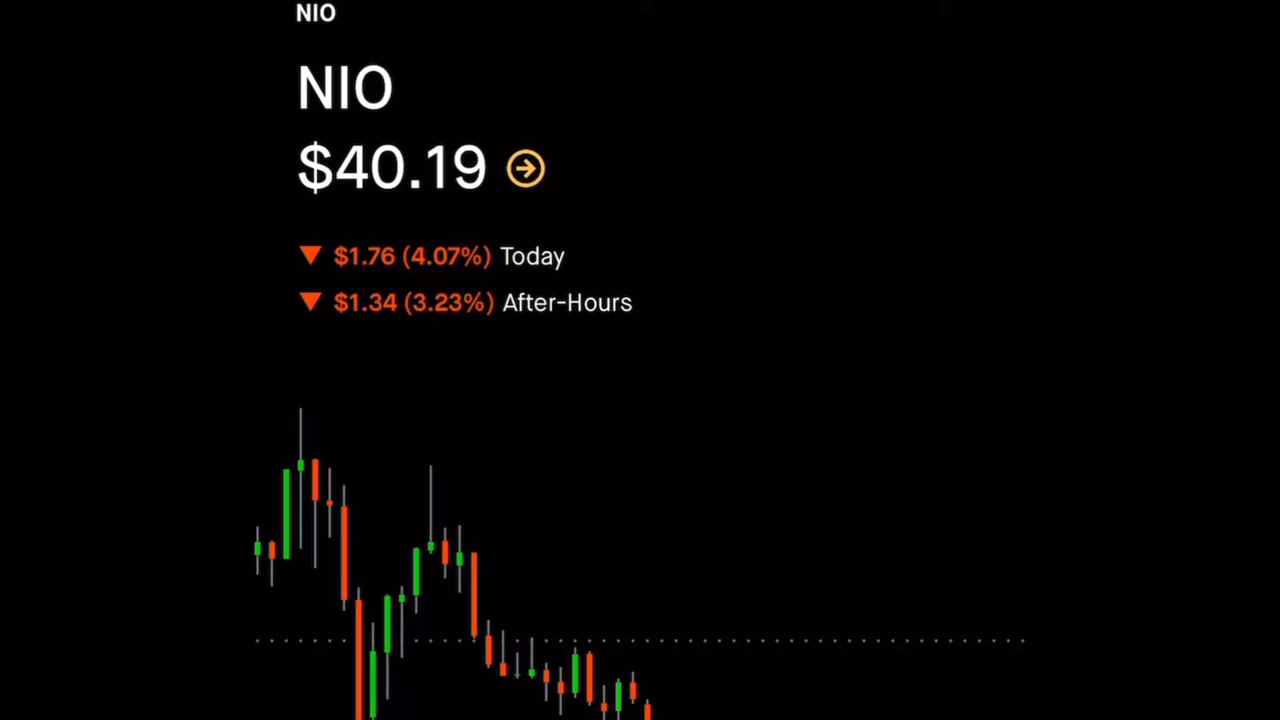 NIO
NIO
$40.19
▼ $1.76 (4.07%) Today
▼ $1.34 (3.23%) After-Hours